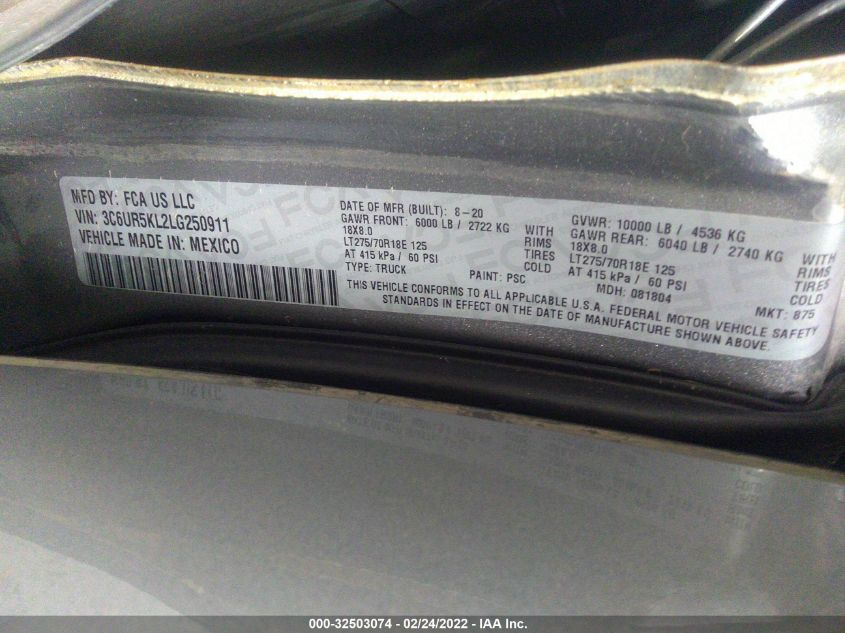 MFD BY: FCA US LLC
VIN: 3C6UR5KL2LG250911
VEHICLE MADE IN: MEXICO
DATE OF MFR (BUILT): 8-20
GAWR FRONT: 6000 LB / 2722 KG WITH
18X8.0 RIMS
LT275/70R18E 125 TIRES
AT 415 kPa / 60 PSI COLD
TYPE: TRUCK PAINT: PSC
GVWR: 10000 LB / 4536 KG
GAWR REAR: 6040 LB / 2740 KG WITH
18X8.0 RIMS
LT275/70R18E 125 TIRES
AT 415 kPa / 60 PSI COLD
MDH: 081804 MKT: 875
THIS VEHICLE CONFORMS TO ALL APPLICABLE U.S.A. FEDERAL MOTOR VEHICLE SAFETY
STANDARDS IN EFFECT ON THE DATE OF MANUFACTURE SHOWN ABOVE.
000-32503074 - 02/24/2022 - IAA Inc.